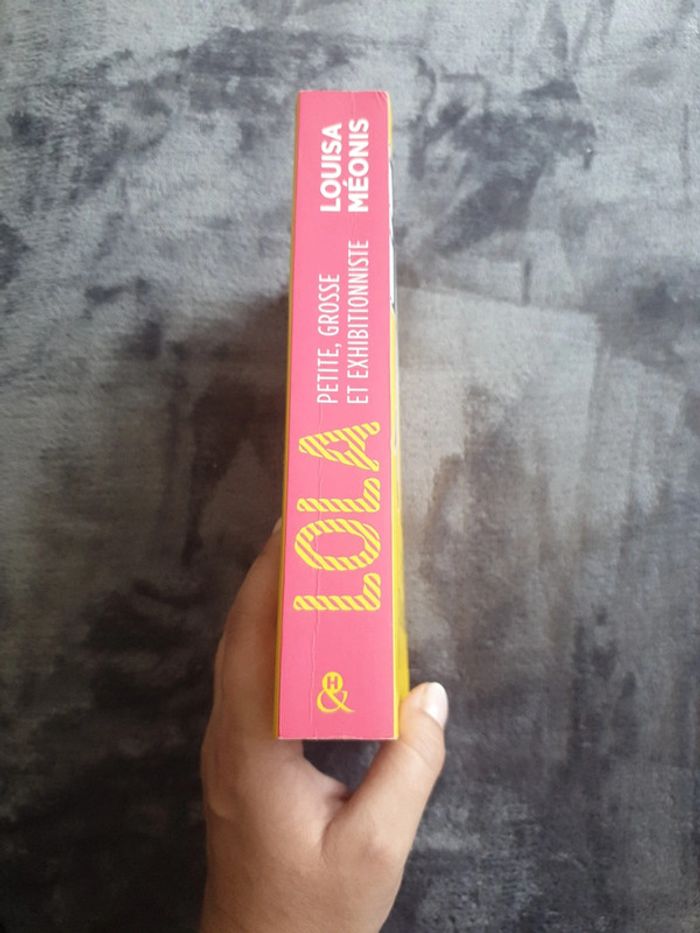 LOLA
PETITE, GROSSE
ET EXHIBITIONNISTE
LOUISA
MÉONIS
&H